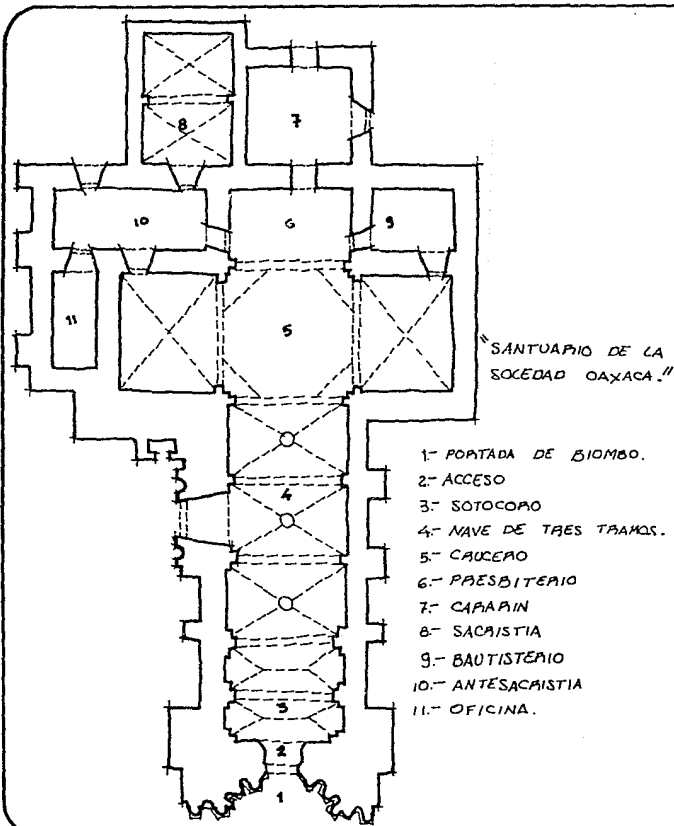 8
7
10
6
9
11
5
"SANTUARIO DE LA
SOLEDAD OAXACA."
4
3
2
1
1.- PORTADA DE BIOMBO.
2.- ACCESO
3.- SOTOCORO
4.- NAVE DE TRES TRAMOS.
5.- CRUCERO
6.- PRESBITERIO
7.- CARARIN
8.- SACRISTIA
9.- BAUTISTERIO
10.- ANTESACRISTIA
11.- OFICINA.